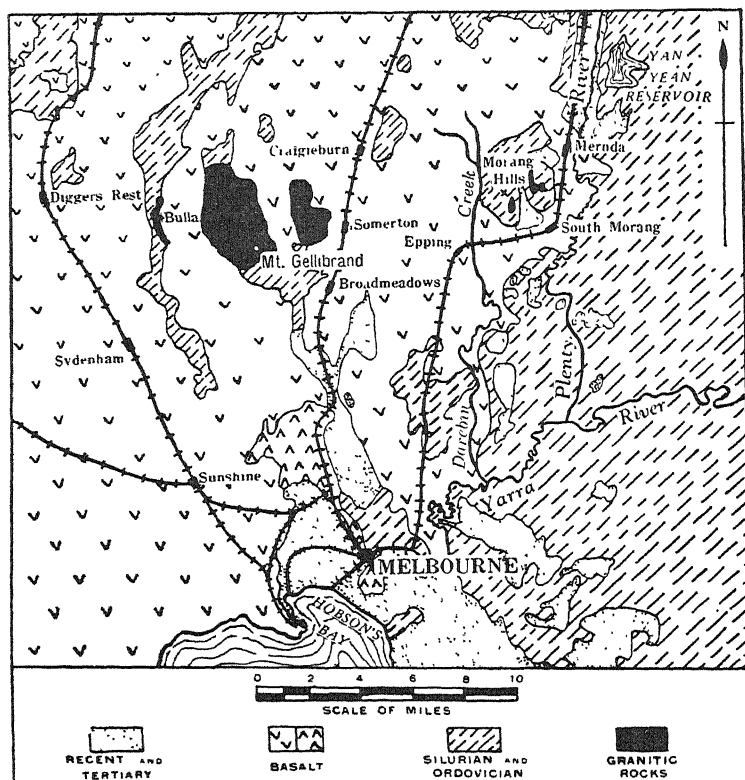 N
YAN
YEAN
RESERVOIR
River
Craigieburn
Mernda
Morang
Hills
Creek
Diggers Rest
Bulla
Somerton
South Morang
Epping
Mt. Gellibrand
Broadmeadows
Sydenham
Plenty
River
Darebin
Yarra
Sunshine
MELBOURNE
HOBSON'S
BAY
0 2 4 6 8 10
SCALE OF MILES
RECENT AND
TERTIARY
BASALT
SILURIAN AND
ORDOVICIAN
GRANITIC
ROCKS